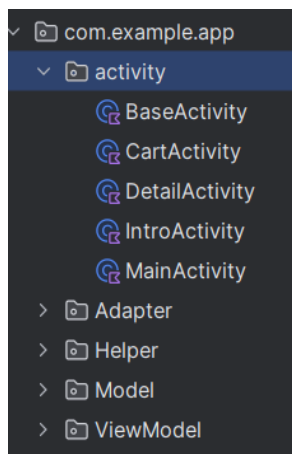 com.example.app
activity
BaseActivity
CartActivity
DetailActivity
IntroActivity
MainActivity
Adapter
Helper
Model
ViewModel